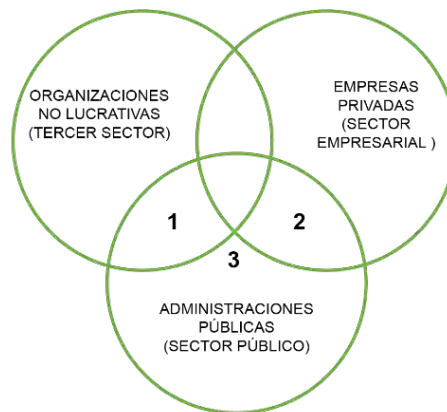 ORGANIZACIONES
NO LUCRATIVAS
(TERCER SECTOR)
EMPRESAS
PRIVADAS
(SECTOR
EMPRESARIAL )
1
2
3
ADMINISTRACIONES
PÚBLICAS
(SECTOR PÚBLICO)